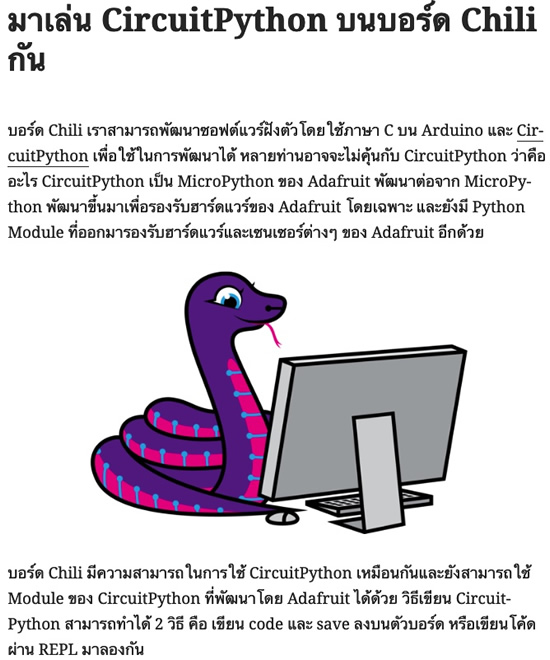 มาเล่น CircuitPython บนบอร์ด Chili
กัน
บอร์ด Chili เราสามารถพัฒนาซอฟต์แวร์ฝังตัวโดยใช้ภาษา C บน Arduino และ Cir-
cuitPython เพื่อใช้ในการพัฒนาได้ หลายท่านอาจจะไม่คุ้นกับ CircuitPython ว่าคือ
อะไร CircuitPython เป็น MicroPython ของ Adafruit พัฒนาต่อจาก MicroPy-
thon พัฒนาขึ้นมาเพื่อรองรับฮาร์ดแวร์ของ Adafruit โดยเฉพาะ และยังมี Python
Module ที่ออกมารองรับฮาร์ดแวร์และเซนเซอร์ต่างๆ ของ Adafruit อีกด้วย
บอร์ด Chili มีความสามารถในการใช้ CircuitPython เหมือนกันและยังสามารถใช้
Module ของ CircuitPython ที่พัฒนาโดย Adafruit ได้ด้วย วิธีเขียน Circuit-
Python สามารถทำได้ 2 วิธี คือ เขียน code และ save ลงบนตัวบอร์ด หรือเขียนโค้ด
ผ่าน REPL มาลองกัน